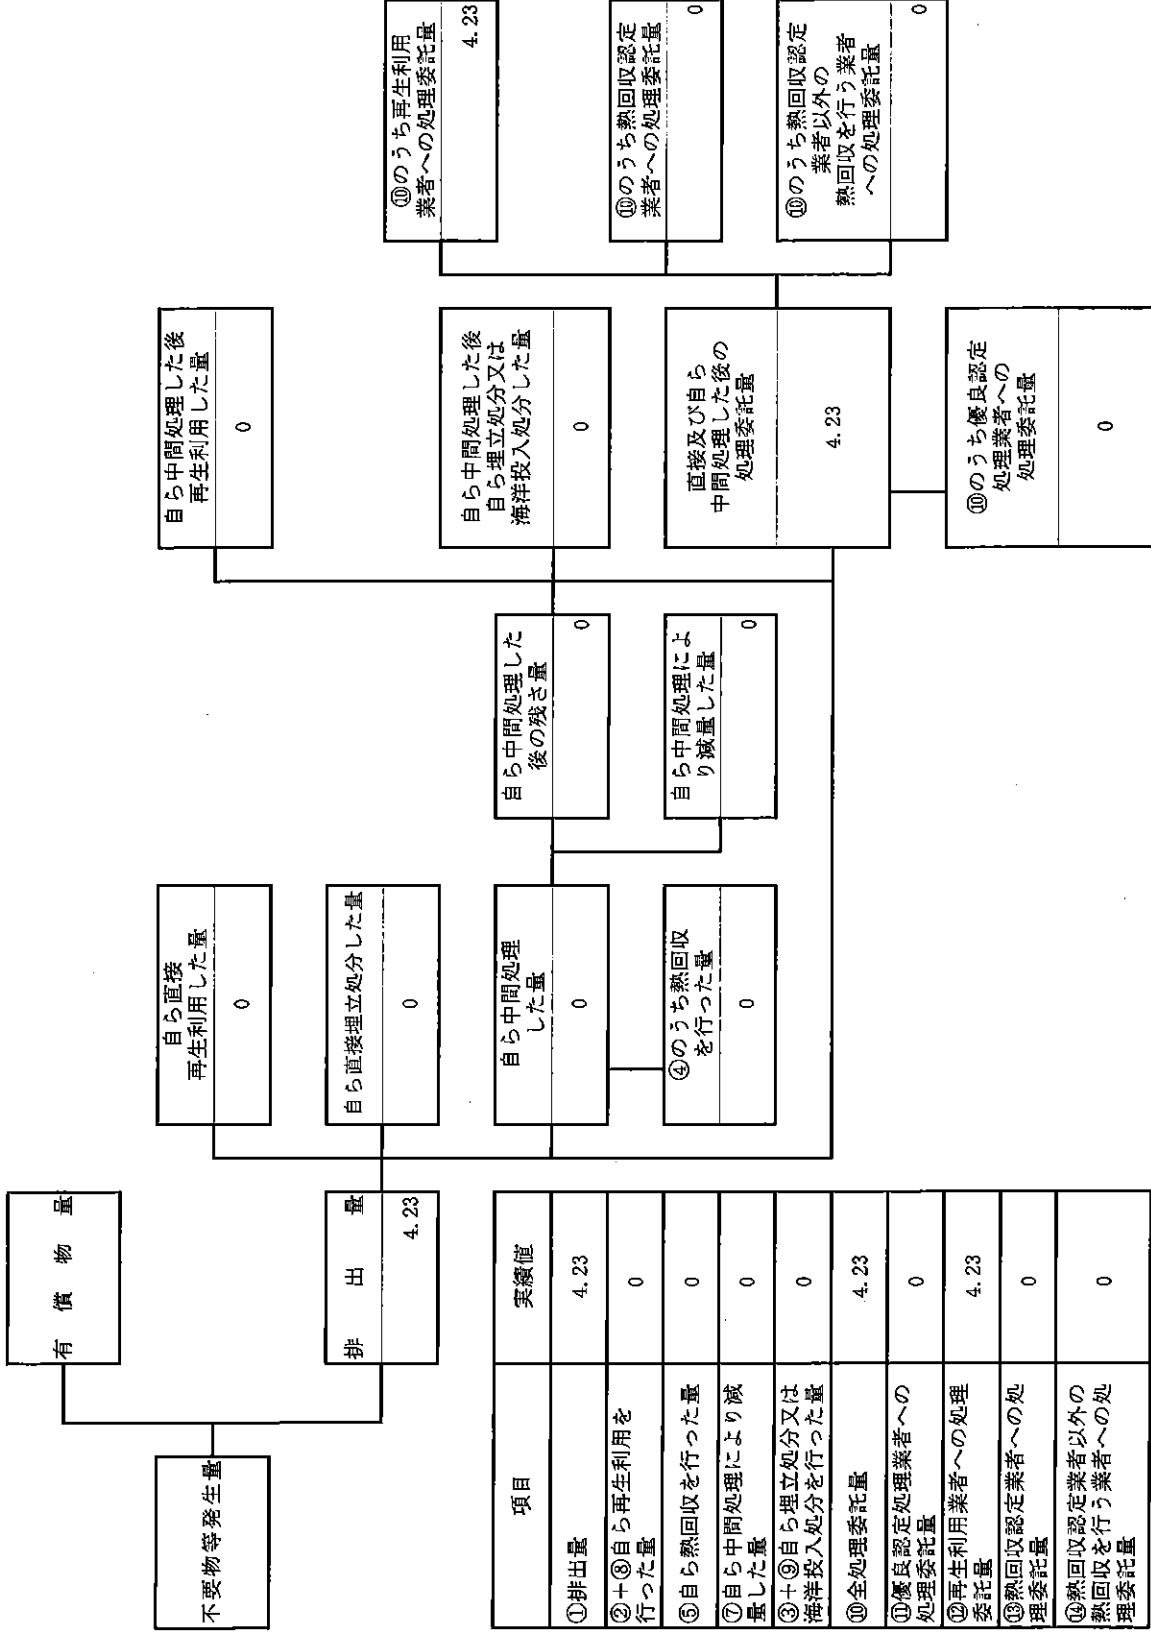 不要物等発生量
有償物量
排出量
4.23
自ら直接
再生利用した量
0
自ら直接埋立処分した量
0
自ら中間処理
した量
0
④のうち熱回収
を行った量
0
自ら中間処理した
後の残さ量
0
自ら中間処理によ
り減量した量
0
自ら中間処理した後
再生利用した量
0
自ら中間処理した後
自ら埋立処分又は
海洋投入処分した量
0
直接及び自ら
中間処理した後の
処理委託量
4.23
⑩のうち優良認定
処理業者への
処理委託量
0
⑩のうち再生利用
業者への処理委託量
4.23
⑩のうち熱回収認定
業者への処理委託量
0
⑩のうち熱回収認定
業者以外の
熱回収を行う業者
への処理委託量
0
項目 実績値
①排出量 4.23
②+⑧自ら再生利用を
行った量 0
⑤自ら熱回収を行った量 0
⑦自ら中間処理により減
量した量 0
③+⑨自ら埋立処分又は
海洋投入処分を行った量 0
⑩全処理委託量 4.23
⑪優良認定処理業者への
処理委託量 0
⑫再生利用業者への処理
委託量 4.23
⑬熱回収認定業者への処
理委託量 0
⑭熱回収認定業者以外の
熱回収を行う業者への処
理委託量 0